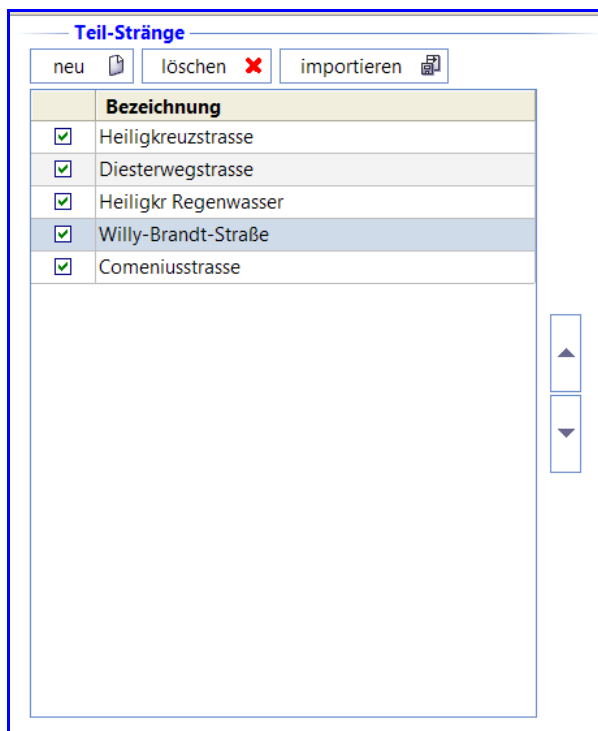 Teil-Stränge
neu löschen importieren
Bezeichnung
Heiligkreuzstrasse
Diesterwegstrasse
Heiligkr Regenwasser
Willy-Brandt-Straße
Comeniusstrasse